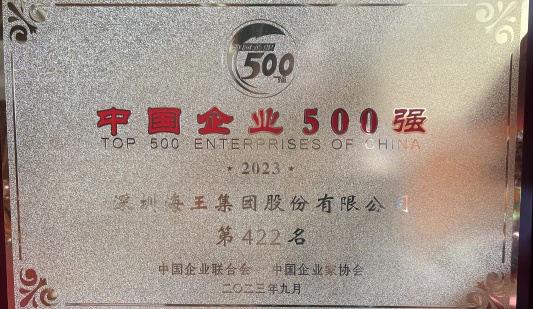 500
中国企业500强
TOP 500 ENTERPRISES OF CHINA
2023
深圳海王集团股份有限公司
第422名
中国企业联合会 中国企业家协会
二〇二三年九月